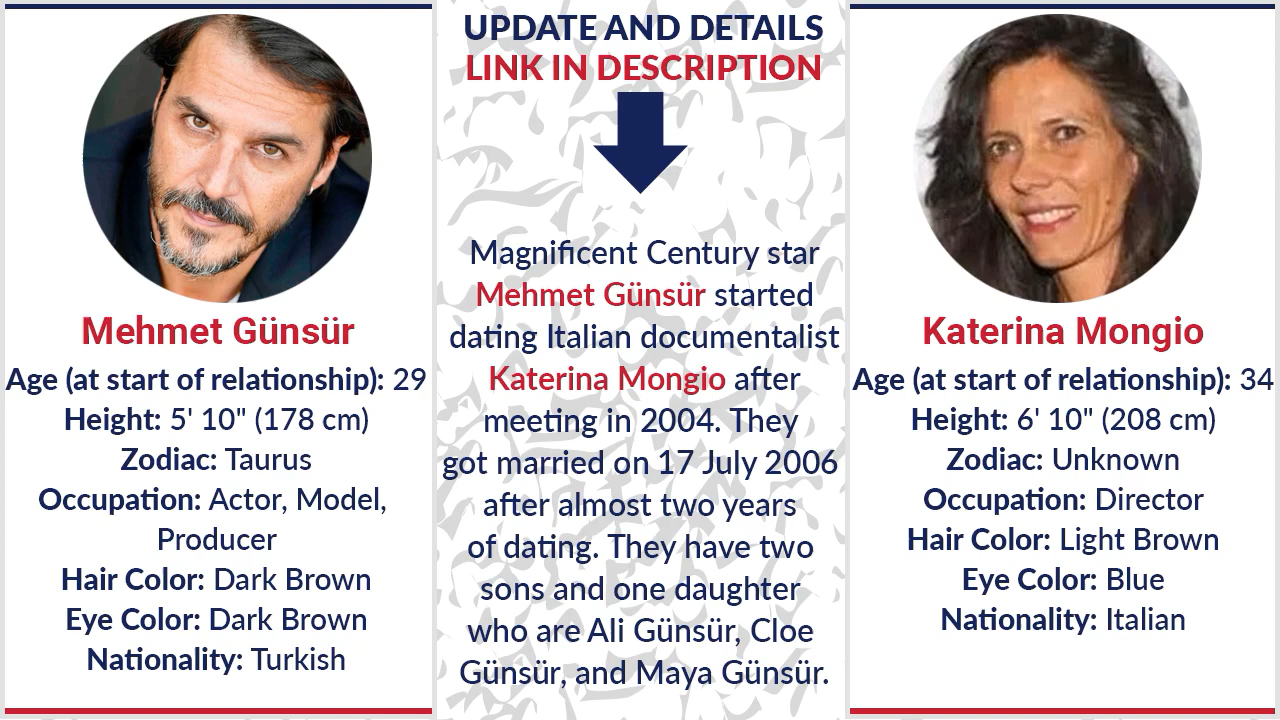 Mehmet Günsür
Age (at start of relationship): 29
Height: 5' 10" (178 cm)
Zodiac: Taurus
Occupation: Actor, Model,
Producer
Hair Color: Dark Brown
Eye Color: Dark Brown
Nationality: Turkish
UPDATE AND DETAILS
LINK IN DESCRIPTION
Magnificent Century star
Mehmet Günsür started
dating Italian documentalist
Katerina Mongio after
meeting in 2004. They
got married on 17 July 2006
after almost two years
of dating. They have two
sons and one daughter
who are Ali Günsür, Cloe
Günsür, and Maya Günsür.
Katerina Mongio
Age (at start of relationship): 34
Height: 6' 10" (208 cm)
Zodiac: Unknown
Occupation: Director
Hair Color: Light Brown
Eye Color: Blue
Nationality: Italian